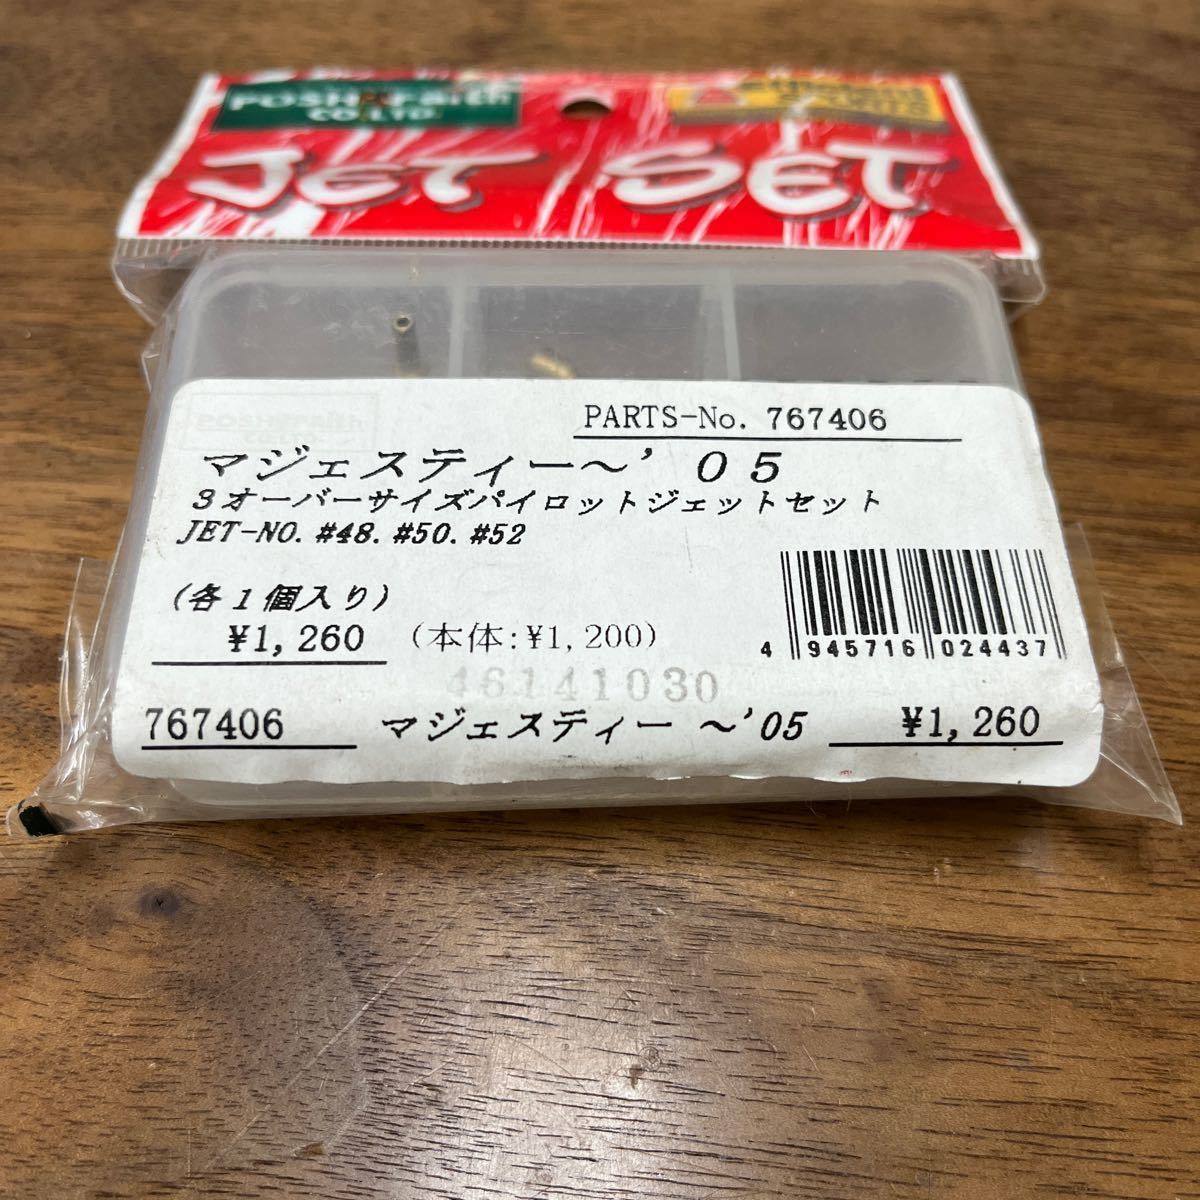 POSH Faith
CO.LTD.
JET SET
PARTS-No. 767406
マジェスティー～'０５
３オーバーサイズパイロットジェットセット
JET-NO. #48. #50. #52
(各１個入り)
¥1,260 (本体:¥1,200)
4 945716 024437
46141030
767406 マジェスティー ～'05 ¥1,260